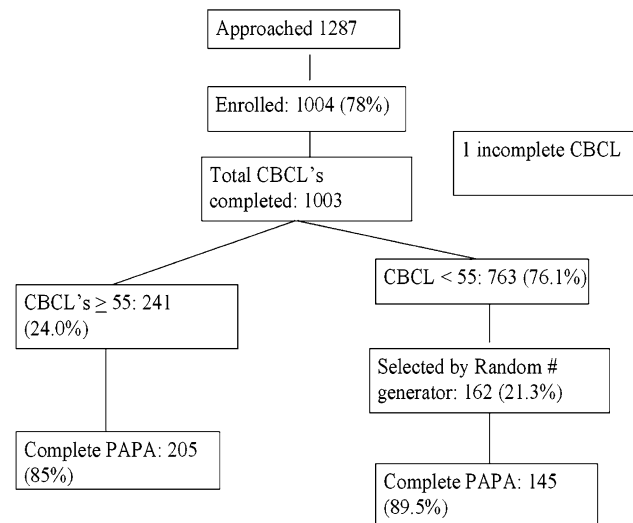 Approached 1287
Enrolled: 1004 (78%)
1 incomplete CBCL
Total CBCL's
completed: 1003
CBCL < 55: 763 (76.1%)
CBCL's ≥ 55: 241
(24.0%)
Selected by Random #
generator: 162 (21.3%)
Complete PAPA: 205
(85%)
Complete PAPA: 145
(89.5%)